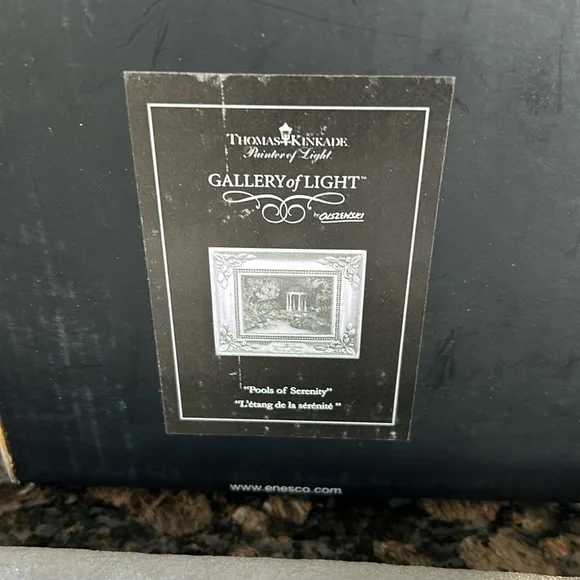 THOMAS KINKADE
Painter of Light
GALLERY of LIGHT™
by OLSZEWSKI
"Pools of Serenity"
"L'étang de la sérénité "
www.enesco.com